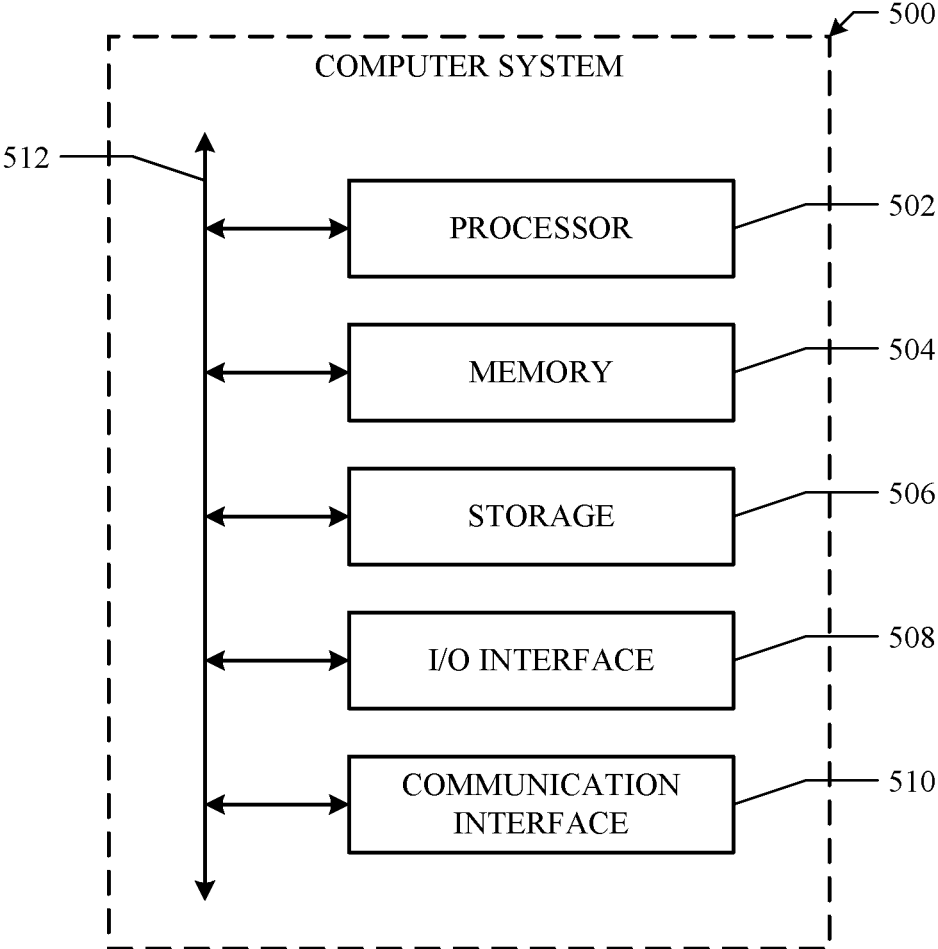 500
COMPUTER SYSTEM
512
502
PROCESSOR
504
MEMORY
506
STORAGE
508
I/O INTERFACE
510
COMMUNICATION
INTERFACE